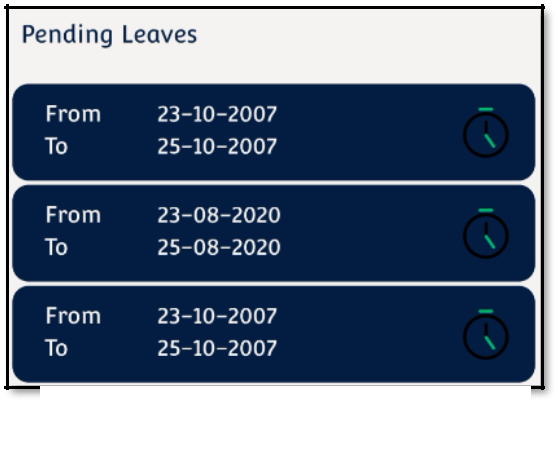 Pending Leaves
From 23-10-2007
To 25-10-2007
From 23-08-2020
To 25-08-2020
From 23-10-2007
To 25-10-2007